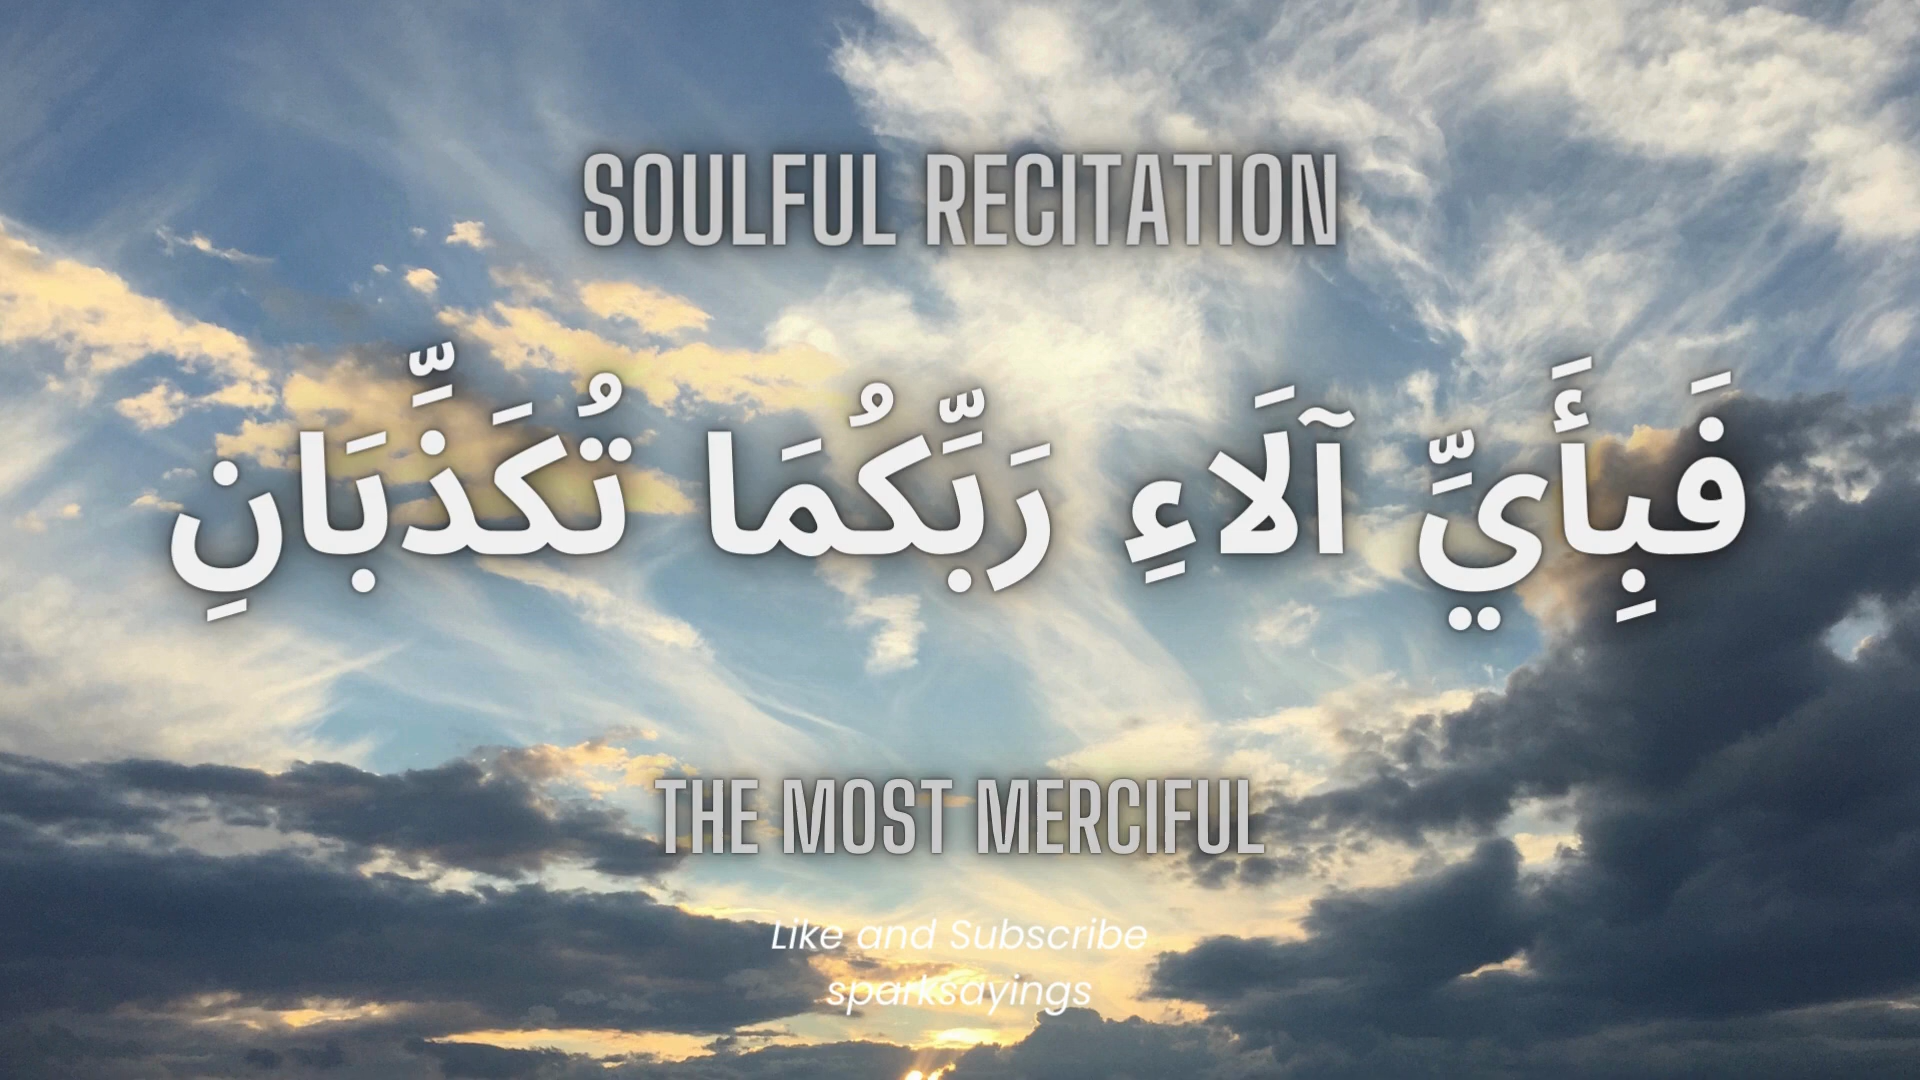 SOULFUL RECITATION
فَبِأَيِّ آلَاءِ رَبِّكُمَا تُكَذِّبَانِ
THE MOST MERCIFUL
Like and Subscribe
sparksayings